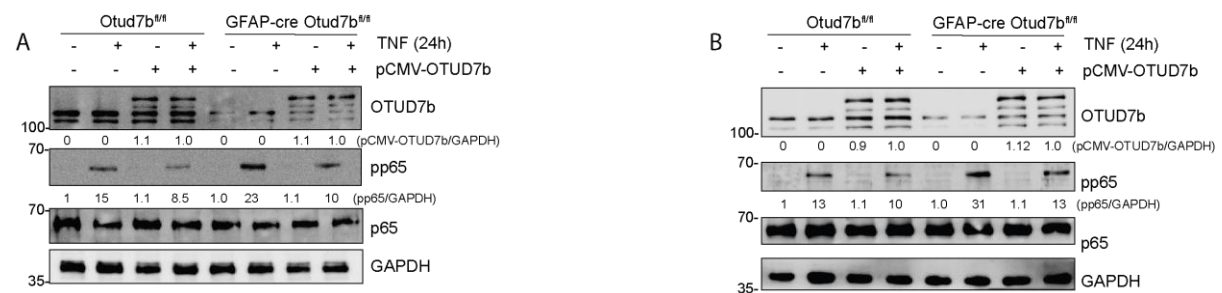 A
Otud7b^fl/fl GFAP-cre Otud7b^fl/fl
- + - + - + - + TNF (24h)
- - + + - - + + pCMV-OTUD7b
OTUD7b
100-
0 0 1.1 1.0 0 0 1.1 1.0 (pCMV-OTUD7b/GAPDH)
70-
pp65
1 15 1.1 8.5 1.0 23 1.1 10 (pp65/GAPDH)
70-
p65
GAPDH
35-
B
Otud7b^fl/fl GFAP-cre Otud7b^fl/fl
- + - + - + - + TNF (24h)
- - + + - - + + pCMV-OTUD7b
OTUD7b
100-
0 0 0.9 1.0 0 0 1.12 1.0 (pCMV-OTUD7b/GAPDH)
70-
pp65
1 13 1.1 10 1.0 31 1.1 13 (pp65/GAPDH)
70-
p65
GAPDH
35-